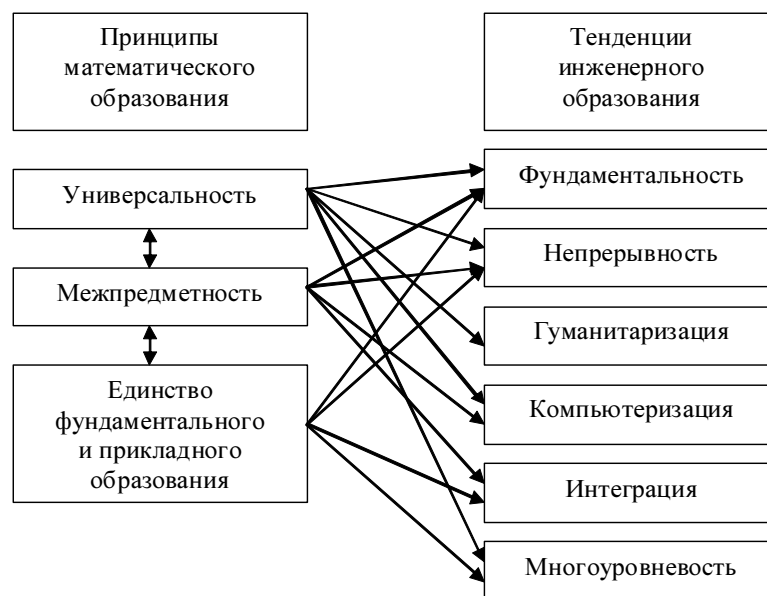 Принципы
математического
образования
Тенденции
инженерного
образования
Универсальность
Межпредметность
Единство
фундаментального
и прикладного
образования
Фундаментальность
Непрерывность
Гуманитаризация
Компьютеризация
Интеграция
Многоуровневость